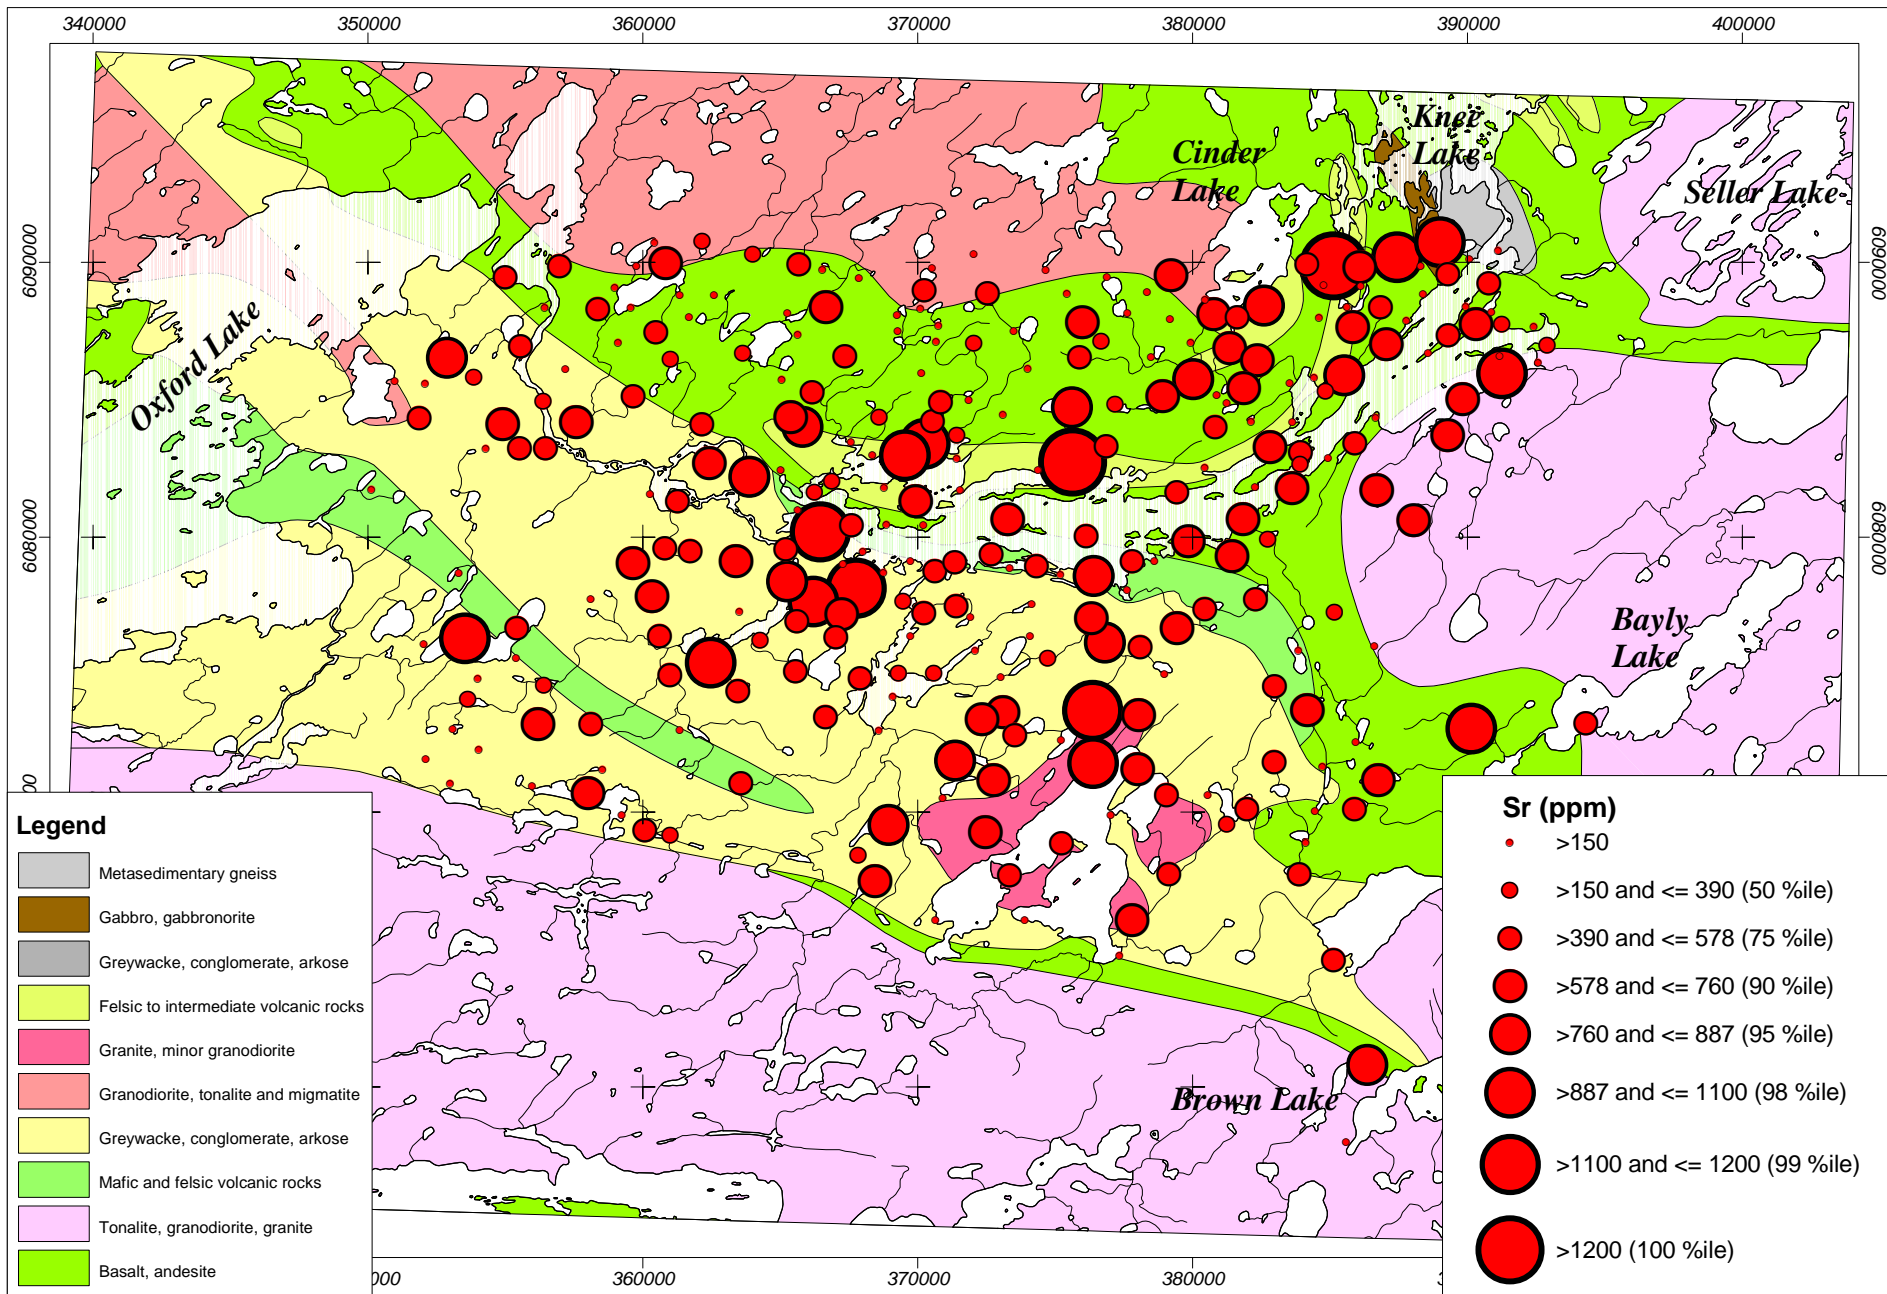 340000 350000 360000 370000 380000 390000 400000
Knee
Lake
Cinder
Lake
Seller Lake
6090000
6090000
Oxford Lake
6080000
6080000
Bayly
Lake
Brown Lake
Legend
Metasedimentary gneiss
Gabbro, gabbronorite
Greywacke, conglomerate, arkose
Felsic to intermediate volcanic rocks
Granite, minor granodiorite
Granodiorite, tonalite and migmatite
Greywacke, conglomerate, arkose
Mafic and felsic volcanic rocks
Tonalite, granodiorite, granite
Basalt, andesite
Sr (ppm)
>150
>150 and <= 390 (50 %ile)
>390 and <= 578 (75 %ile)
>578 and <= 760 (90 %ile)
>760 and <= 887 (95 %ile)
>887 and <= 1100 (98 %ile)
>1100 and <= 1200 (99 %ile)
>1200 (100 %ile)
360000 370000 380000